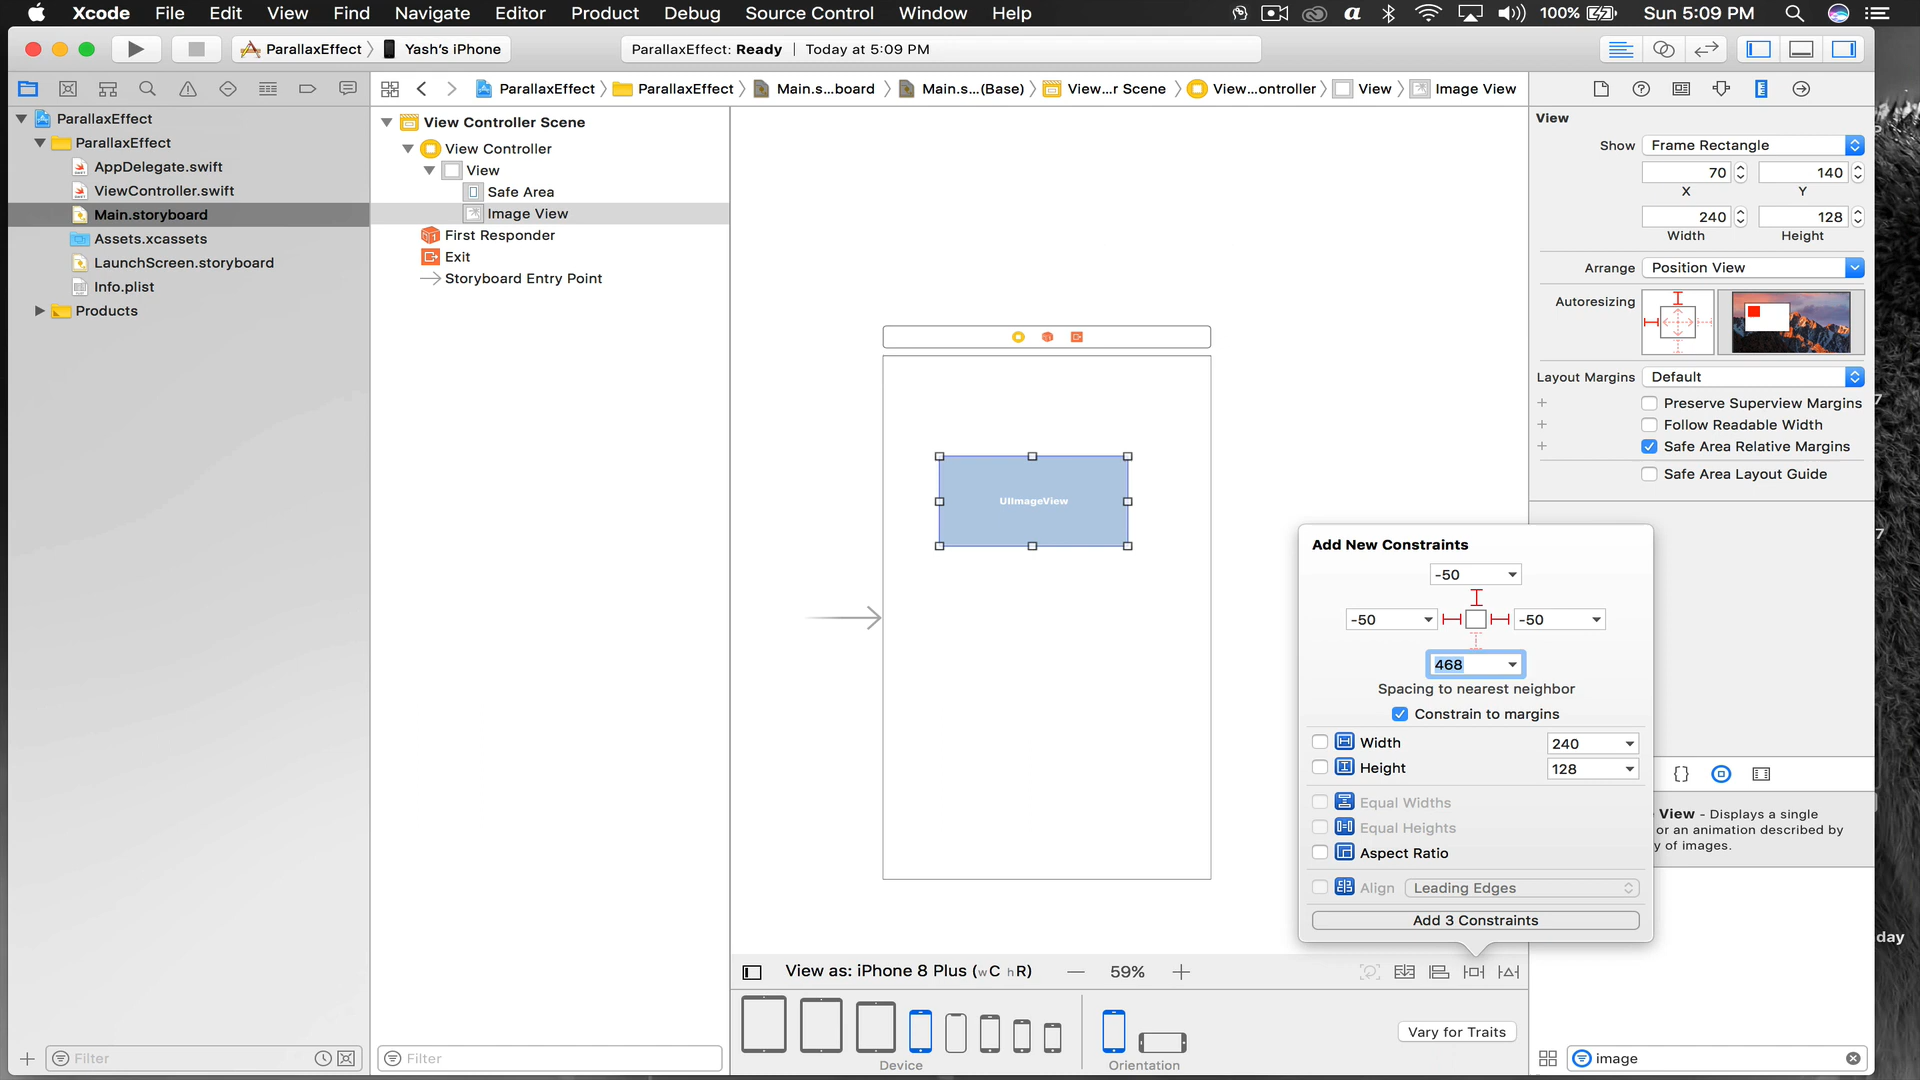 Xcode File Edit View Find Navigate Editor Product Debug Source Control Window Help 100% Sun 5:09 PM
ParallaxEffect Yash's iPhone ParallaxEffect: Ready Today at 5:09 PM
ParallaxEffect ParallaxEffect Main.s...board Main.s...(Base) View...r Scene View...ontroller View Image View
ParallaxEffect
ParallaxEffect
AppDelegate.swift
ViewController.swift
Main.storyboard
Assets.xcassets
LaunchScreen.storyboard
Info.plist
Products
View Controller Scene
View Controller
View
Safe Area
Image View
First Responder
Exit
Storyboard Entry Point
UIImageView
View
Show Frame Rectangle
70 140
X Y
240 128
Width Height
Arrange Position View
Autoresizing
Layout Margins Default
Preserve Superview Margins
Follow Readable Width
Safe Area Relative Margins
Safe Area Layout Guide
Add New Constraints
-50
-50 -50
468
Spacing to nearest neighbor
Constrain to margins
Width 240
Height 128
Equal Widths
Equal Heights
Aspect Ratio
Align Leading Edges
Add 3 Constraints
{}
View - Displays a single
or an animation described by
y of images.
View as: iPhone 8 Plus (wC hR) 59%
Vary for Traits
Device Orientation
Filter
Filter
image
day